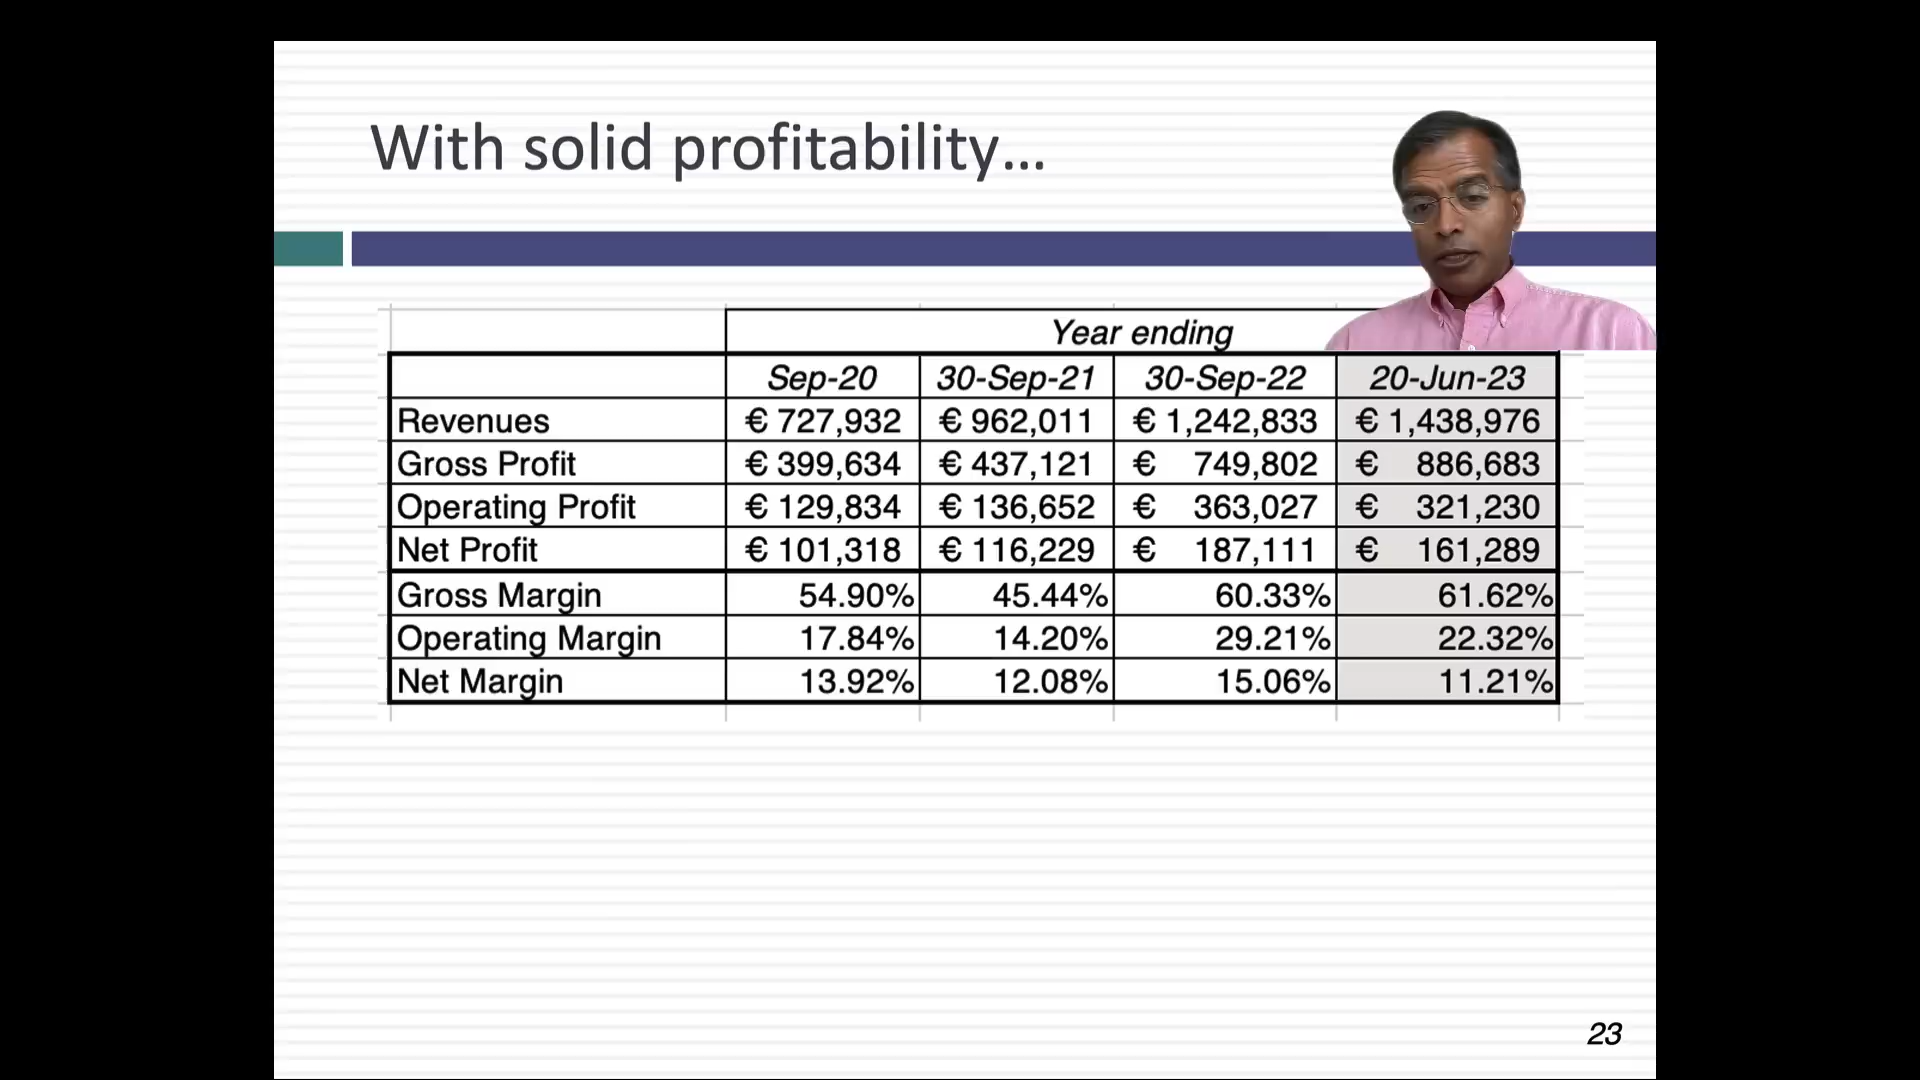 With solid profitability...
Year ending
Sep-20 30-Sep-21 30-Sep-22 20-Jun-23
Revenues € 727,932 € 962,011 € 1,242,833 € 1,438,976
Gross Profit € 399,634 € 437,121 € 749,802 € 886,683
Operating Profit € 129,834 € 136,652 € 363,027 € 321,230
Net Profit € 101,318 € 116,229 € 187,111 € 161,289
Gross Margin 54.90% 45.44% 60.33% 61.62%
Operating Margin 17.84% 14.20% 29.21% 22.32%
Net Margin 13.92% 12.08% 15.06% 11.21%
23